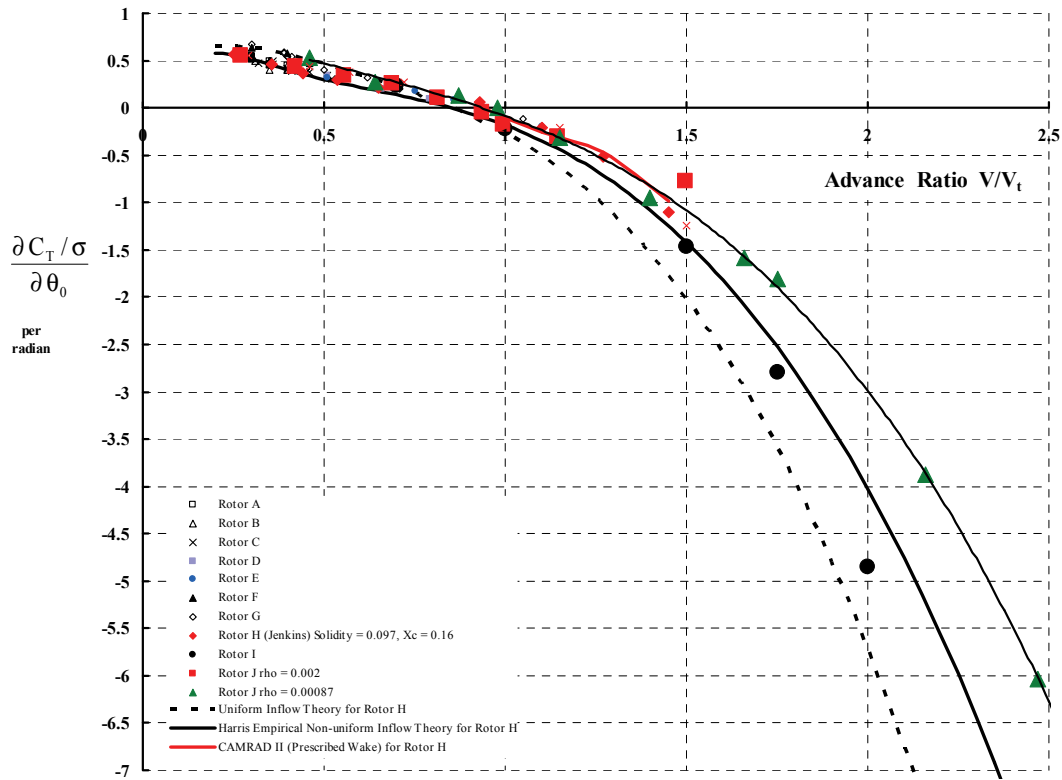 1
0.5
0
0 0.5 1 1.5 2 2.5
-0.5
Advance Ratio V/Vₜ
-1
∂ C_T / σ
∂ θ₀
-1.5
-2
per
radian
-2.5
-3
-3.5
-4
Rotor A
Rotor B
-4.5
Rotor C
Rotor D
Rotor E
-5
Rotor F
Rotor G
-5.5
Rotor H (Jenkins) Solidity = 0.097, Xc = 0.16
Rotor I
Rotor J rho = 0.002
-6
Rotor J rho = 0.00087
Uniform Inflow Theory for Rotor H
-6.5
Harris Empirical Non-uniform Inflow Theory for Rotor H
CAMRAD II (Prescribed Wake) for Rotor H
-7